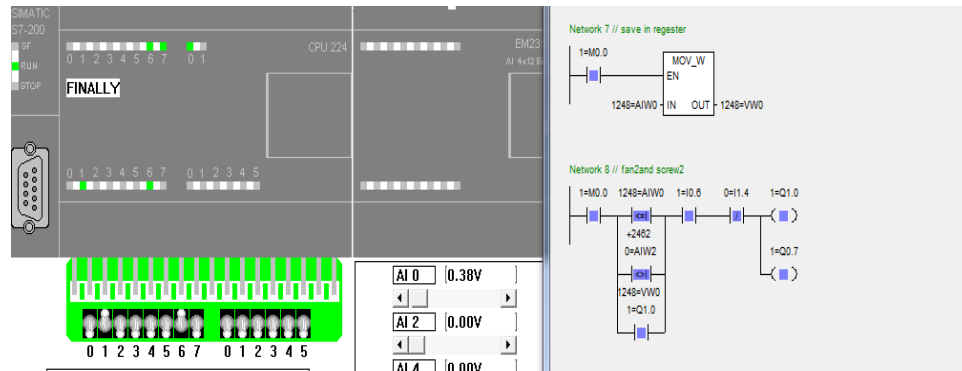 SIMATIC
S7-200
SF
RUN
STOP
0 1 2 3 4 5 6 7 0 1
CPU 224
EM23
AI 4x12 B
FINALLY
0 1 2 3 4 5 6 7 0 1 2 3 4 5
0 1 2 3 4 5 6 7 0 1 2 3 4 5
AI 0 [0.38V ]
AI 2 [0.00V ]
AI 4 [0.00V ]
Network 7 // save in regester
1=M0.0
MOV_W
EN
1248=AIW0 IN OUT 1248=VW0
Network 8 // fan2and screw2
1=M0.0 1248=AIW0 1=I0.6 0=I1.4 1=Q1.0
<=I /
+2462
0=AIW2 1=Q0.7
<>I
1248=VW0
1=Q1.0